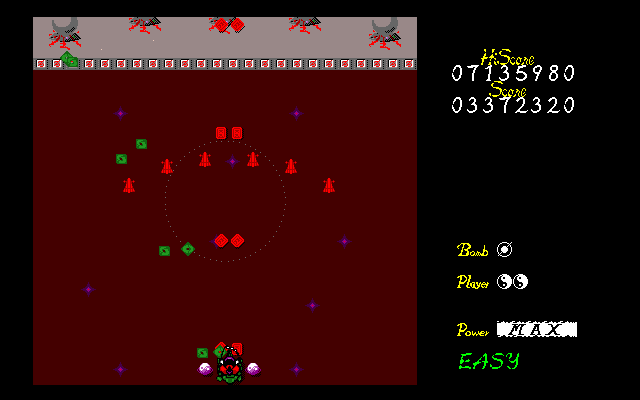 HiScore
07135980
Score
03372320
Bomb
Player
Power MAX
EASY